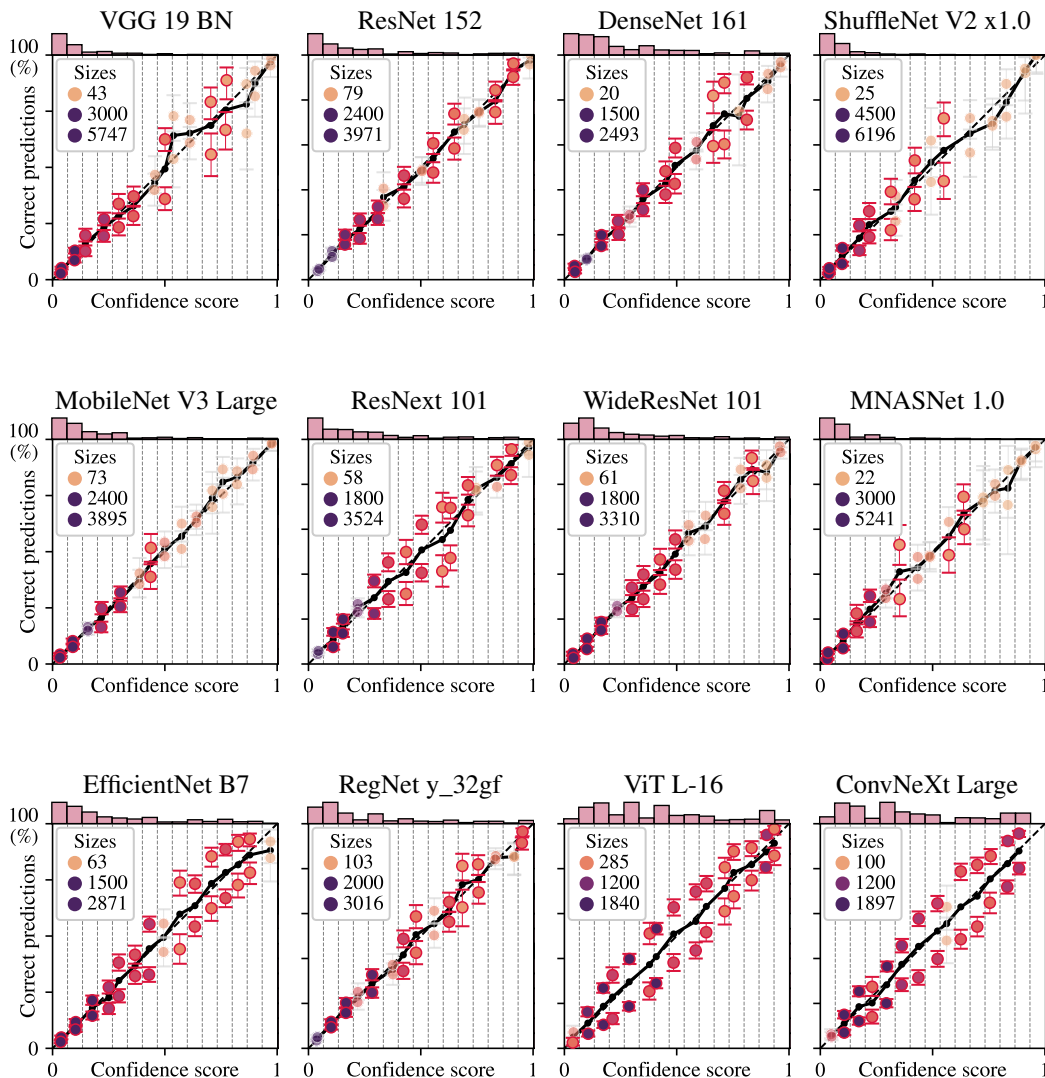 VGG 19 BN
ResNet 152
DenseNet 161
ShuffleNet V2 x1.0
100
(%)
Correct predictions
0
Sizes
43
3000
5747
Sizes
79
2400
3971
Sizes
20
1500
2493
Sizes
25
4500
6196
0 Confidence score 1
0 Confidence score 1
0 Confidence score 1
0 Confidence score 1
MobileNet V3 Large
ResNext 101
WideResNet 101
MNASNet 1.0
100
(%)
Correct predictions
0
Sizes
73
2400
3895
Sizes
58
1800
3524
Sizes
61
1800
3310
Sizes
22
3000
5241
0 Confidence score 1
0 Confidence score 1
0 Confidence score 1
0 Confidence score 1
EfficientNet B7
RegNet y_32gf
ViT L-16
ConvNeXt Large
100
(%)
Correct predictions
0
Sizes
63
1500
2871
Sizes
103
2000
3016
Sizes
285
1200
1840
Sizes
100
1200
1897
0 Confidence score 1
0 Confidence score 1
0 Confidence score 1
0 Confidence score 1